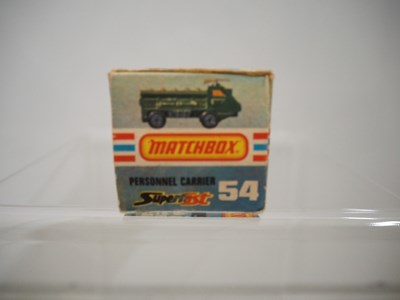 MATCHBOX
PERSONNEL CARRIER
Superfast 54